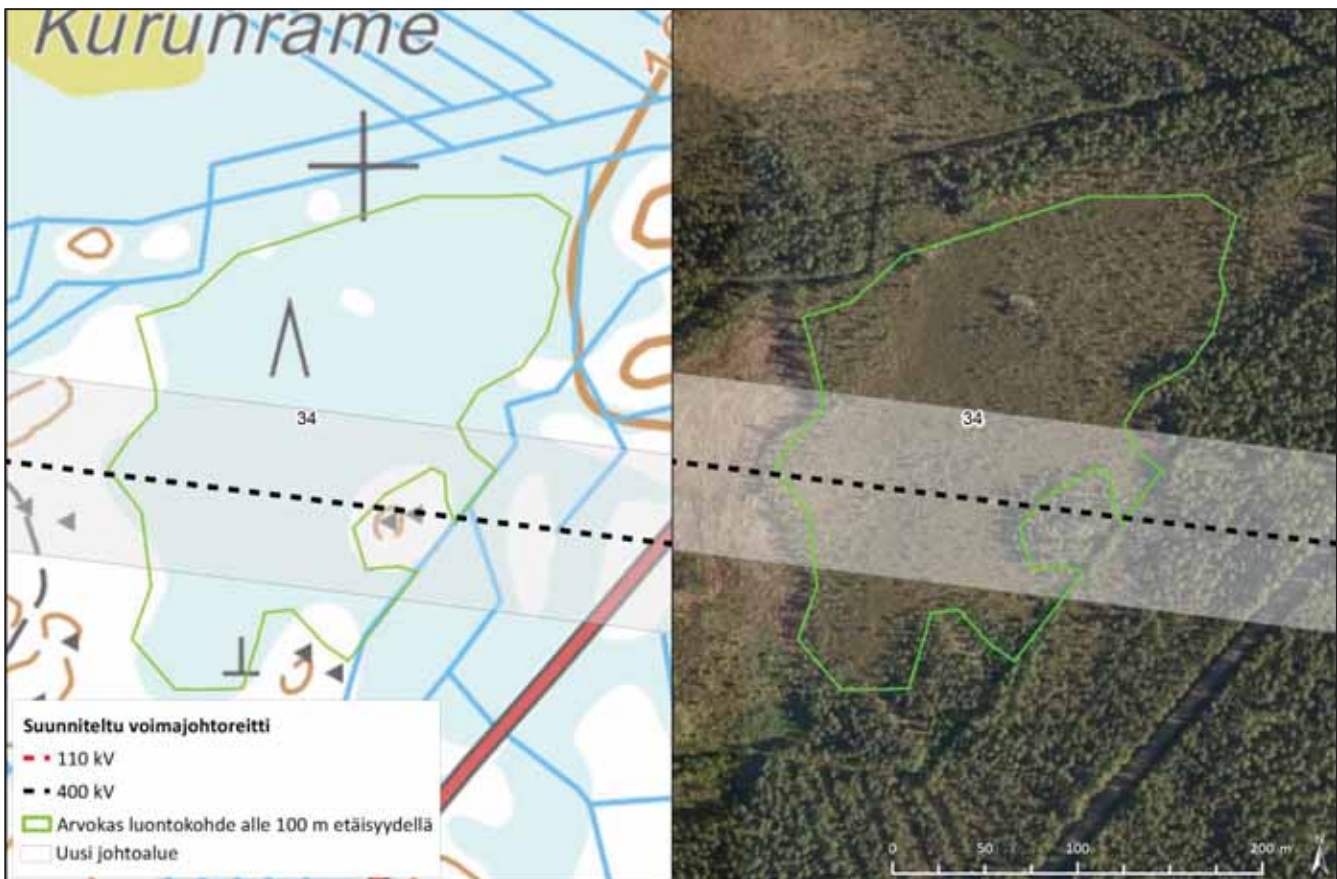 Kurunräme
34
34
Suunniteltu voimajohtoreitti
110 kV
400 kV
Arvokas luontokohde alle 100 m etäisyydellä
Uusi johtoalue
0 50 100 200 m
N